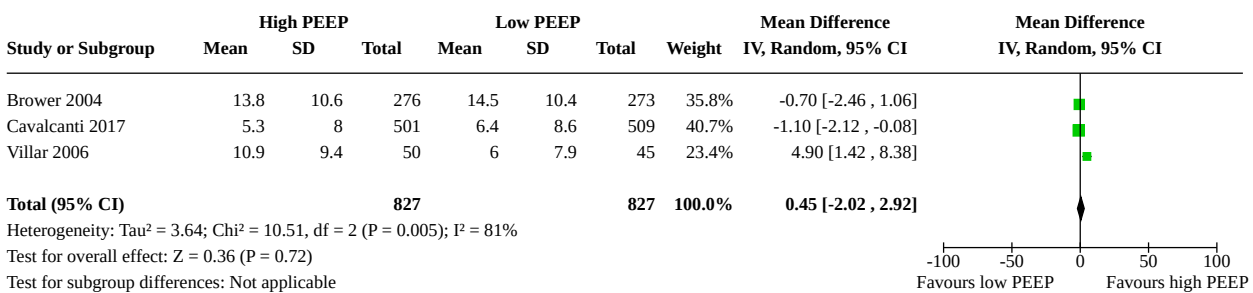 High PEEP Low PEEP Mean Difference Mean Difference
Study or Subgroup Mean SD Total Mean SD Total Weight IV, Random, 95% CI IV, Random, 95% CI
Brower 2004 13.8 10.6 276 14.5 10.4 273 35.8% -0.70 [-2.46 , 1.06]
Cavalcanti 2017 5.3 8 501 6.4 8.6 509 40.7% -1.10 [-2.12 , -0.08]
Villar 2006 10.9 9.4 50 6 7.9 45 23.4% 4.90 [1.42 , 8.38]
Total (95% CI) 827 827 100.0% 0.45 [-2.02 , 2.92]
Heterogeneity: Tau² = 3.64; Chi² = 10.51, df = 2 (P = 0.005); I² = 81%
Test for overall effect: Z = 0.36 (P = 0.72)
-100 -50 0 50 100
Test for subgroup differences: Not applicable Favours low PEEP Favours high PEEP